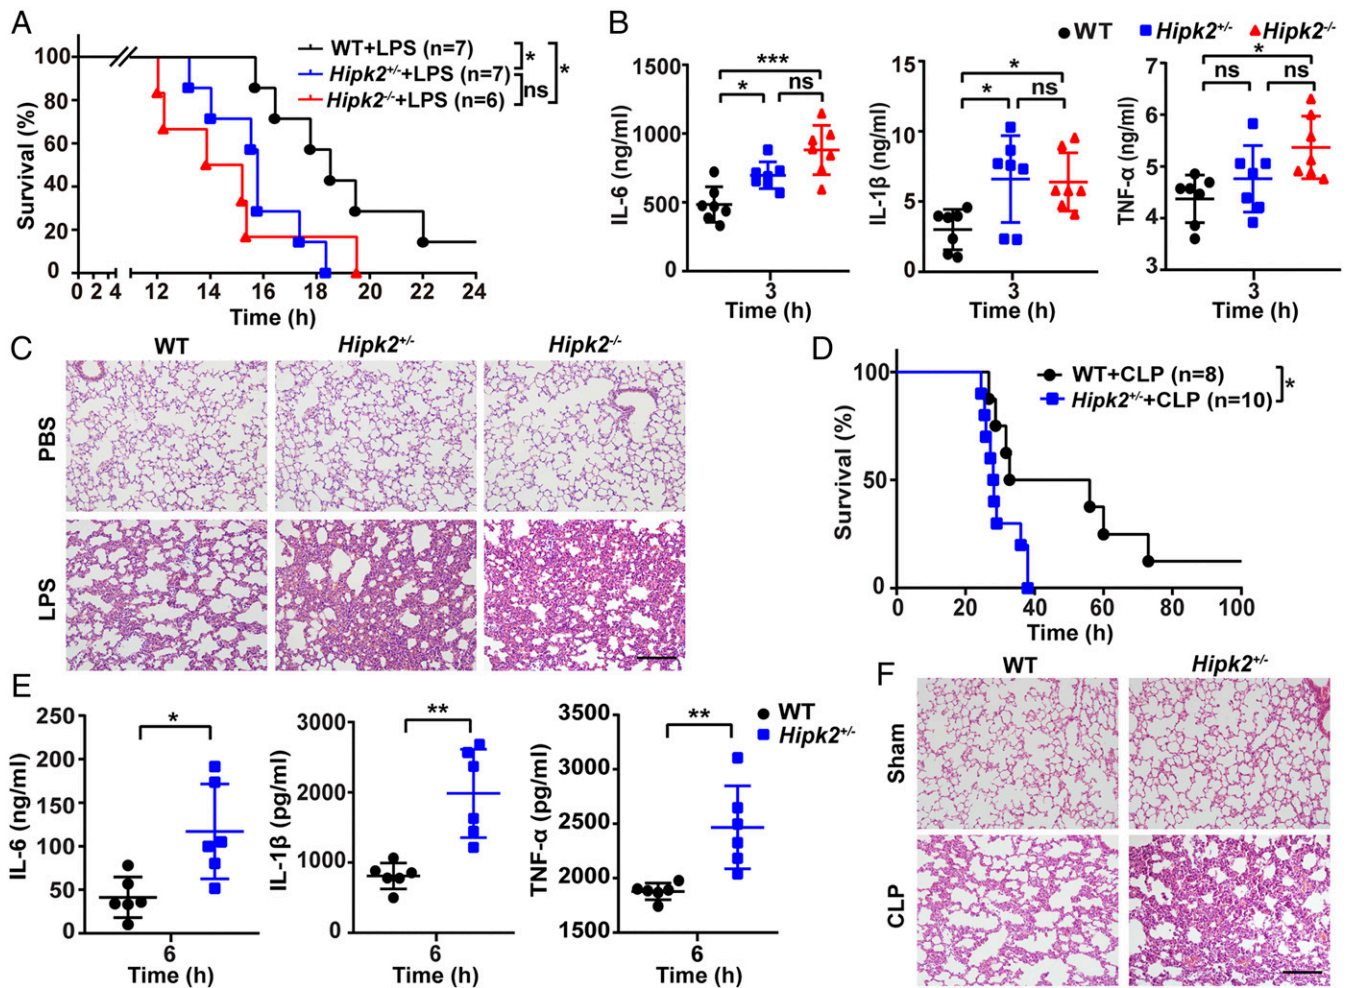 A
WT+LPS (n=7)
Hipk2+/-+LPS (n=7)
Hipk2-/-+LPS (n=6)
*
ns
*
Survival (%)
100
80
60
40
20
0
0 2 4 12 14 16 18 20 22 24
Time (h)
B
WT Hipk2+/- Hipk2-/-
IL-6 (ng/ml)
1500
1000
500
0
***
* ns
3
Time (h)
IL-1β (ng/ml)
15
10
5
0
*
* ns
3
Time (h)
TNF-α (ng/ml)
7
6
5
4
3
*
ns ns
3
Time (h)
C
WT Hipk2+/- Hipk2-/-
PBS
LPS
D
WT+CLP (n=8)
Hipk2+/-+CLP (n=10)
*
Survival (%)
100
50
0
0 20 40 60 80 100
Time (h)
E
IL-6 (ng/ml)
250
200
150
100
50
0
*
6
Time (h)
IL-1β (pg/ml)
3000
2000
1000
0
**
6
Time (h)
TNF-α (pg/ml)
3500
3000
2500
2000
1500
**
6
Time (h)
WT
Hipk2+/-
F
WT Hipk2+/-
Sham
CLP